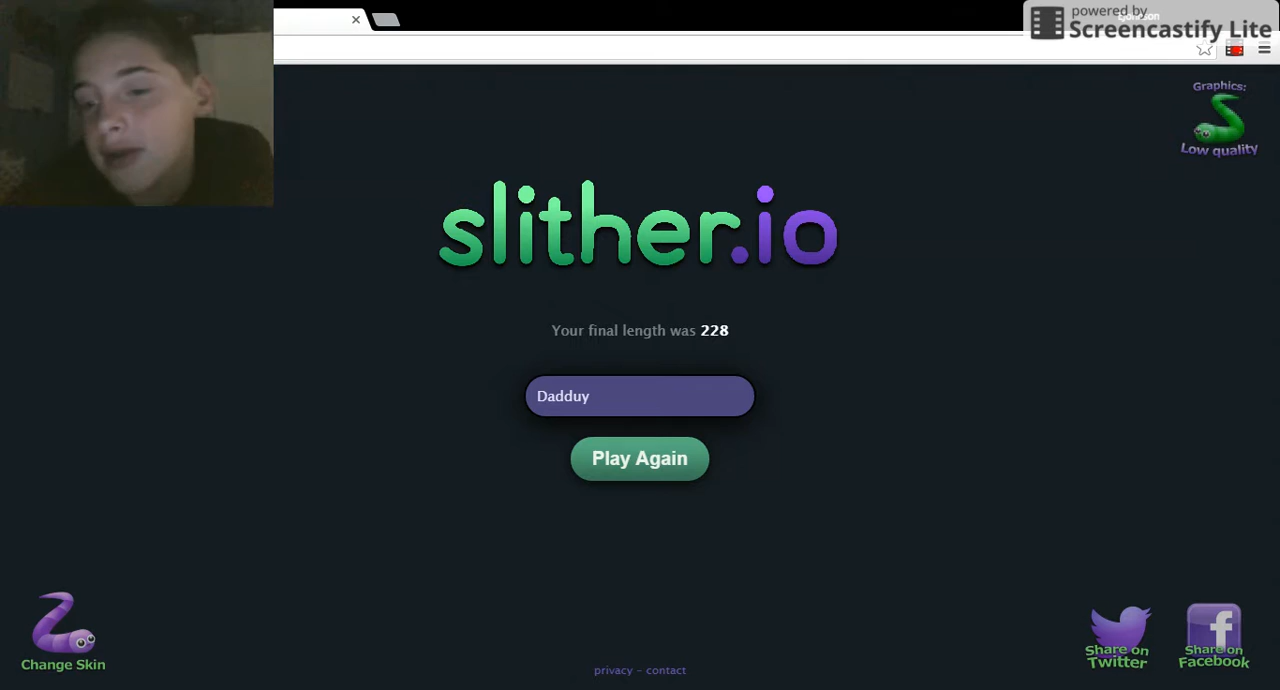 powered by
Screencastify Lite
Graphics:
Low quality
slither.io
Your final length was 228
Dadduy
Play Again
Change Skin
Share on
Twitter
Share on
Facebook
privacy - contact